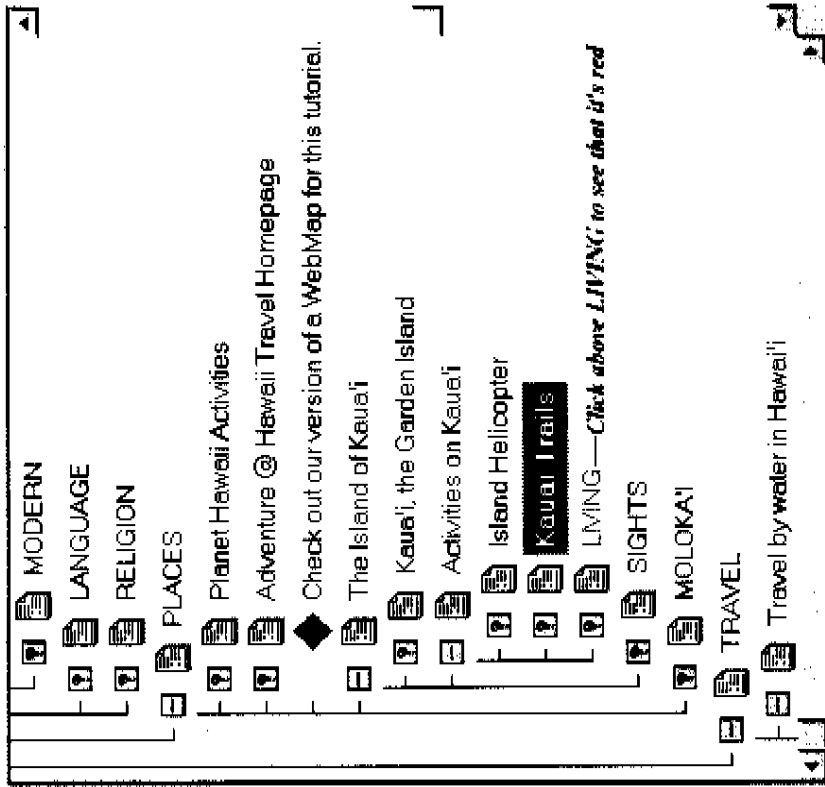 MODERN
LANGUAGE
RELIGION
PLACES
Planet Hawaii Activities
Adventure @ Hawaii Travel Homepage
Check out our version of a WebMap for this tutorial.
The Island of Kaua'i
Kaua'i, the Garden Island
Activities on Kaua'i
Island Helicopter
Kauai Trails
LIVING—Click above LIVING to see that it's red
SIGHTS
MOLOKA'I
TRAVEL
Travel by water in Hawai'i